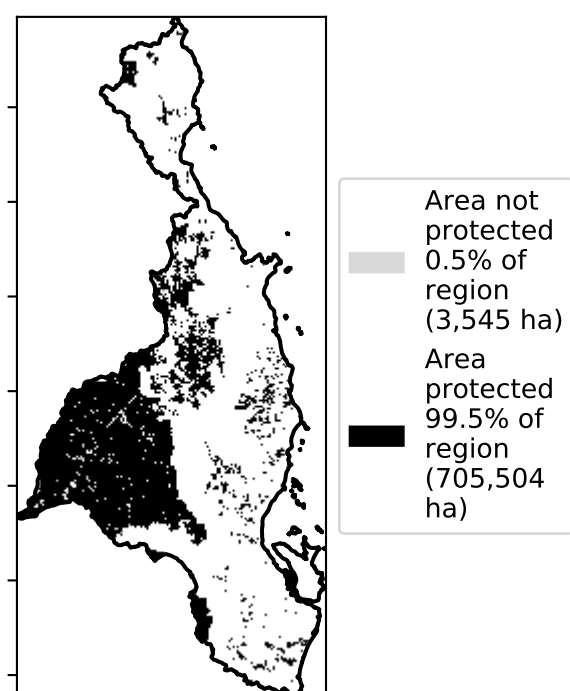 Area not
protected
0.5% of
region
(3,545 ha)
Area
protected
99.5% of
region
(705,504
ha)